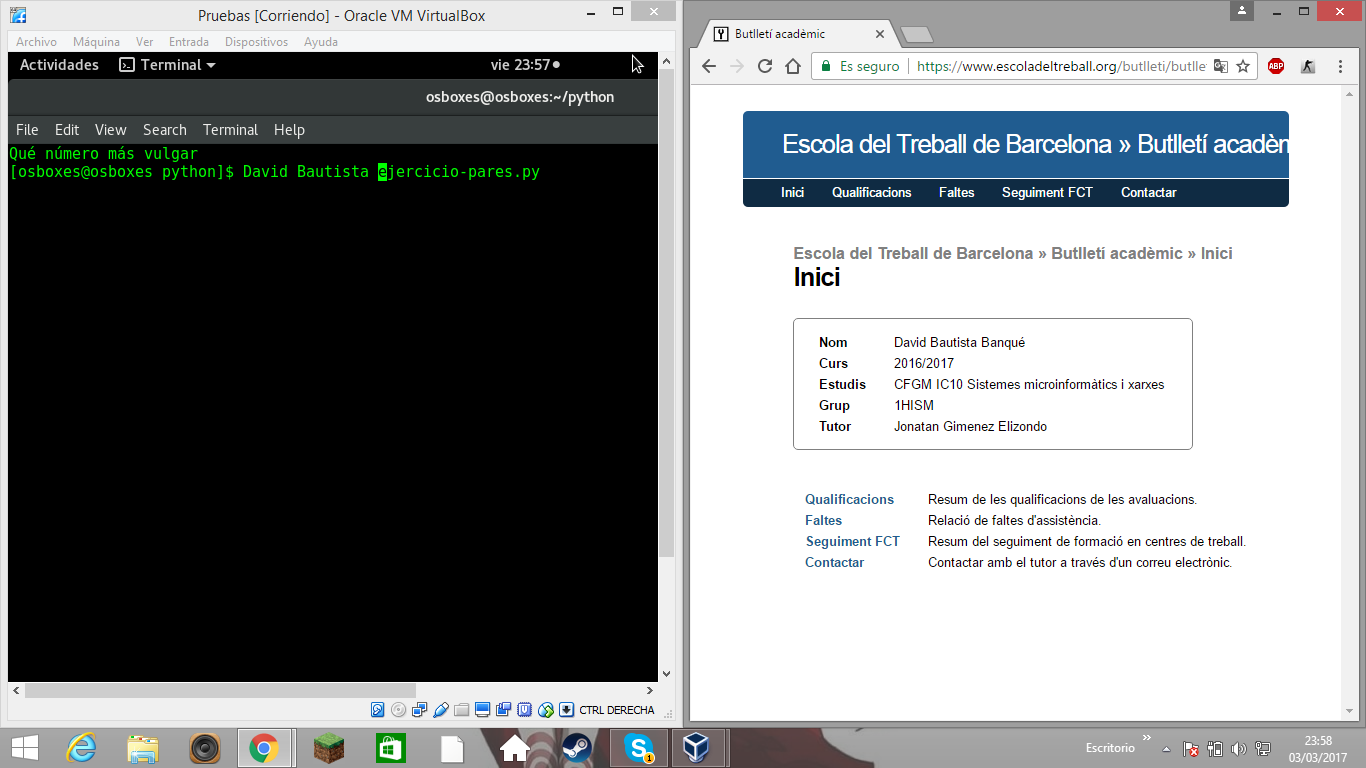 Pruebas [Corriendo] - Oracle VM VirtualBox
Archivo Máquina Ver Entrada Dispositivos Ayuda
Actividades Terminal vie 23:57
osboxes@osboxes:~/python
File Edit View Search Terminal Help
Qué número más vulgar
[osboxes@osboxes python]$ David Bautista ejercicio-pares.py
CTRL DERECHA
Butlletí acadèmic
Es seguro https://www.escoladeltreball.org/butlleti/butlle
ABP
Escola del Treball de Barcelona » Butlletí acadèm
Inici Qualificacions Faltes Seguiment FCT Contactar
Escola del Treball de Barcelona » Butlletí acadèmic » Inici
Inici
Nom David Bautista Banqué
Curs 2016/2017
Estudis CFGM IC10 Sistemes microinformàtics i xarxes
Grup 1HISM
Tutor Jonatan Gimenez Elizondo
Qualificacions Resum de les qualificacions de les avaluacions.
Faltes Relació de faltes d'assistència.
Seguiment FCT Resum del seguiment de formació en centres de treball.
Contactar Contactar amb el tutor a través d'un correu electrònic.
1
Escritorio »
23:58
03/03/2017